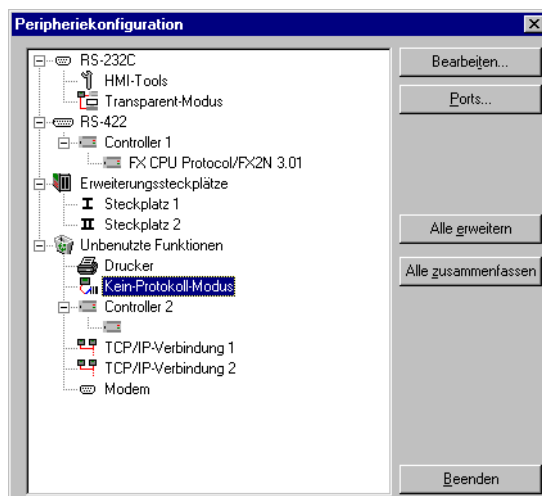 Peripheriekonfiguration
RS-232C
HMI-Tools
Transparent-Modus
RS-422
Controller 1
FX CPU Protocol/FX2N 3.01
Erweiterungssteckplätze
I Steckplatz 1
II Steckplatz 2
Unbenutzte Funktionen
Drucker
Kein-Protokoll-Modus
Controller 2
TCP/IP-Verbindung 1
TCP/IP-Verbindung 2
Modem
Bearbeiten...
Ports...
Alle erweitern
Alle zusammenfassen
Beenden